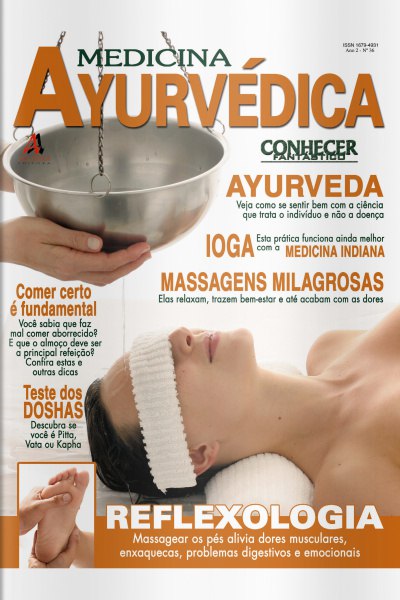 ISSN 1679-4931
Ano 2 - Nº 36
MEDICINA
AYURVÉDICA
CONHECER
FANTÁSTICO
AYURVEDA
Veja como se sentir bem com a ciência
que trata o indivíduo e não a doença
IOGA Esta prática funciona ainda melhor
com a MEDICINA INDIANA
MASSAGENS MILAGROSAS
Elas relaxam, trazem bem-estar e até acabam com as dores
Comer certo
é fundamental
Você sabia que faz
mal comer aborrecido?
E que o almoço deve ser
a principal refeição?
Confira estas e
outras dicas
Teste dos
DOSHAS
Descubra se
você é Pitta,
Vata ou Kapha
REFLEXOLOGIA
Massagear os pés alivia dores musculares,
enxaquecas, problemas digestivos e emocionais